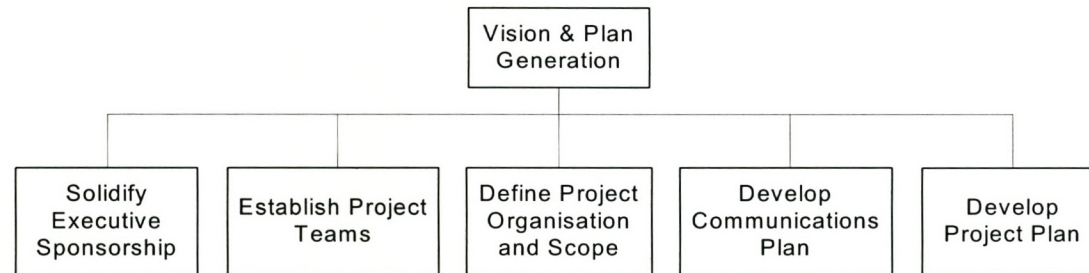 Vision & Plan
Generation
Solidify
Executive
Sponsorship
Establish Project
Teams
Define Project
Organisation
and Scope
Develop
Communications
Plan
Develop
Project Plan